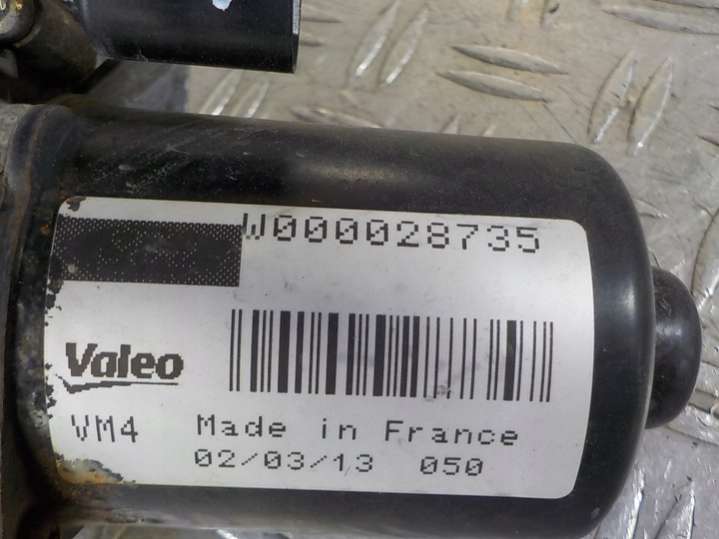 W000028735
Valeo
VM4 Made in France
02/03/13 050